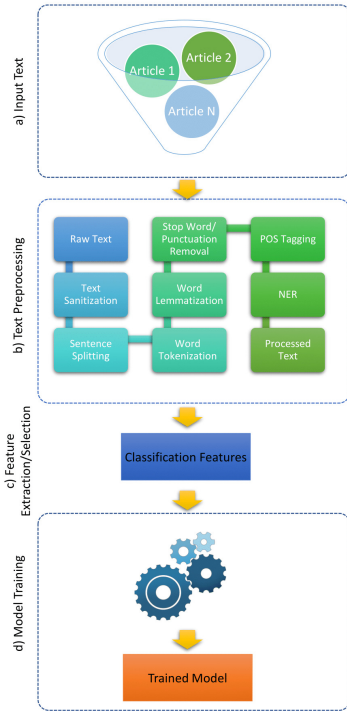 a) Input Text
Article 1
Article 2
Article N
b) Text Preprocessing
Raw Text
Text
Sanitization
Sentence
Splitting
Word
Tokenization
Word
Lemmatization
Stop Word/
Punctuation
Removal
POS Tagging
NER
Processed
Text
c) Feature
Extraction/Selection
Classification Features
d) Model Training
Trained Model